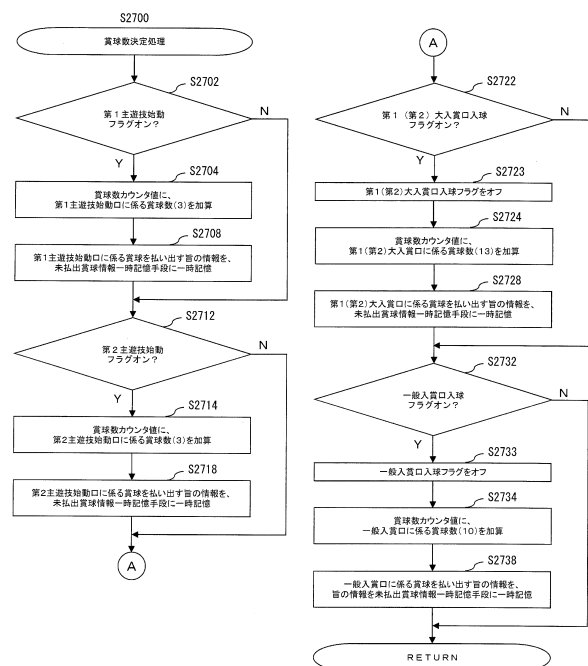 S2700
賞球数決定処理
S2702
第1主遊技始動
フラグオン？
N
Y
S2704
賞球数カウンタ値に、
第1主遊技始動口に係る賞球数(3)を加算
S2708
第1主遊技始動口に係る賞球を払い出す旨の情報を、
未払出賞球情報一時記憶手段に一時記憶
S2712
第2主遊技始動
フラグオン？
N
Y
S2714
賞球数カウンタ値に、
第2主遊技始動口に係る賞球数(3)を加算
S2718
第2主遊技始動口に係る賞球を払い出す旨の情報を、
未払出賞球情報一時記憶手段に一時記憶
A
A
S2722
第1（第2）大入賞口入球
フラグオン？
N
Y
S2723
第1(第2)大入賞口入球フラグをオフ
S2724
賞球数カウンタ値に、
第1(第2)大入賞口に係る賞球数(13)を加算
S2728
第1(第2)大入賞口に係る賞球を払い出す旨の情報を、
未払出賞球情報一時記憶手段に一時記憶
S2732
一般入賞口入球
フラグオン？
N
Y
S2733
一般入賞口入球フラグをオフ
S2734
賞球数カウンタ値に、
一般入賞口に係る賞球数(10)を加算
S2738
一般入賞口に係る賞球を払い出す旨の情報を、
旨の情報を未払出賞球情報一時記憶手段に一時記憶
RETURN